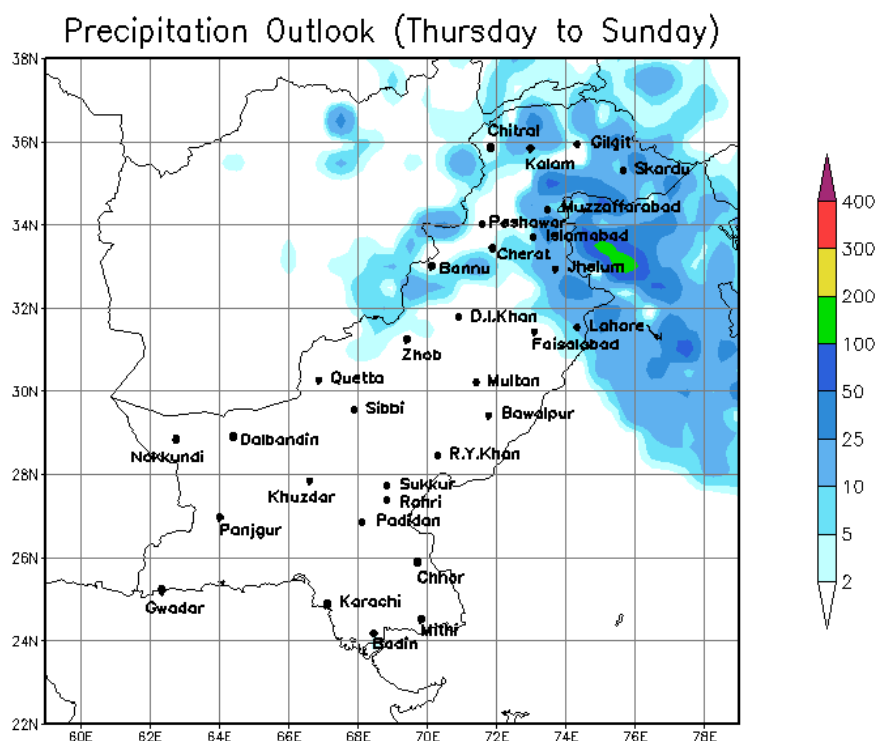 Precipitation Outlook (Thursday to Sunday)
38N
36N
34N
32N
30N
28N
26N
24N
22N
60E
62E
64E
66E
68E
70E
72E
74E
76E
78E
Chitral
Kalam
Gilgit
Skardu
Muzzaffarabad
Peshawar
Islamabad
Cherat
Bannu
Jhelum
D.I.Khan
Lahore
Faisalabad
Zhob
Quetta
Multan
Sibbi
Bawalpur
Dalbandin
Nokkundi
R.Y.Khan
Khuzdar
Sukkur
Rohri
Panjgur
Padidan
Chhor
Gwadar
Karachi
Mithi
Badin
400
300
200
100
50
25
10
5
2